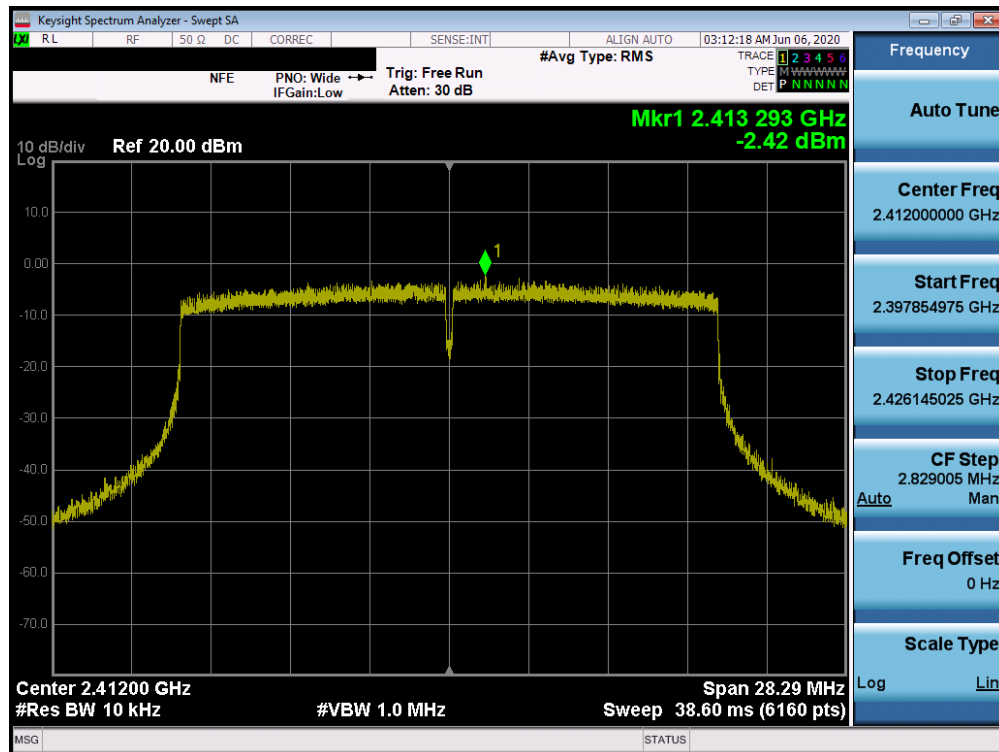 Keysight Spectrum Analyzer - Swept SA
LXI RL RF 50 Ω DC CORREC SENSE:INT ALIGN AUTO 03:12:18 AM Jun 06, 2020
Frequency
#Avg Type: RMS
TRACE 1 2 3 4 5 6
NFE PNO: Wide Trig: Free Run
TYPE M W W W W W
IFGain:Low Atten: 30 dB
DET P N N N N N
Auto Tune
Mkr1 2.413 293 GHz
-2.42 dBm
10 dB/div Ref 20.00 dBm
Log
10.0
0.00
-10.0
-20.0
-30.0
-40.0
-50.0
-60.0
-70.0
1
Center Freq
2.412000000 GHz
Start Freq
2.397854975 GHz
Stop Freq
2.426145025 GHz
CF Step
2.829005 MHz
Auto Man
Freq Offset
0 Hz
Scale Type
Log Lin
Center 2.41200 GHz Span 28.29 MHz
#Res BW 10 kHz #VBW 1.0 MHz Sweep 38.60 ms (6160 pts)
MSG STATUS